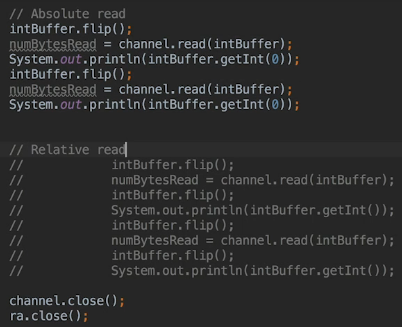 // Absolute read
intBuffer.flip();
numBytesRead = channel.read(intBuffer);
System.out.println(intBuffer.getInt(0));
intBuffer.flip();
numBytesRead = channel.read(intBuffer);
System.out.println(intBuffer.getInt(0));
// Relative read
// intBuffer.flip();
// numBytesRead = channel.read(intBuffer);
// intBuffer.flip();
// System.out.println(intBuffer.getInt());
// intBuffer.flip();
// numBytesRead = channel.read(intBuffer);
// intBuffer.flip();
// System.out.println(intBuffer.getInt());
channel.close();
ra.close();